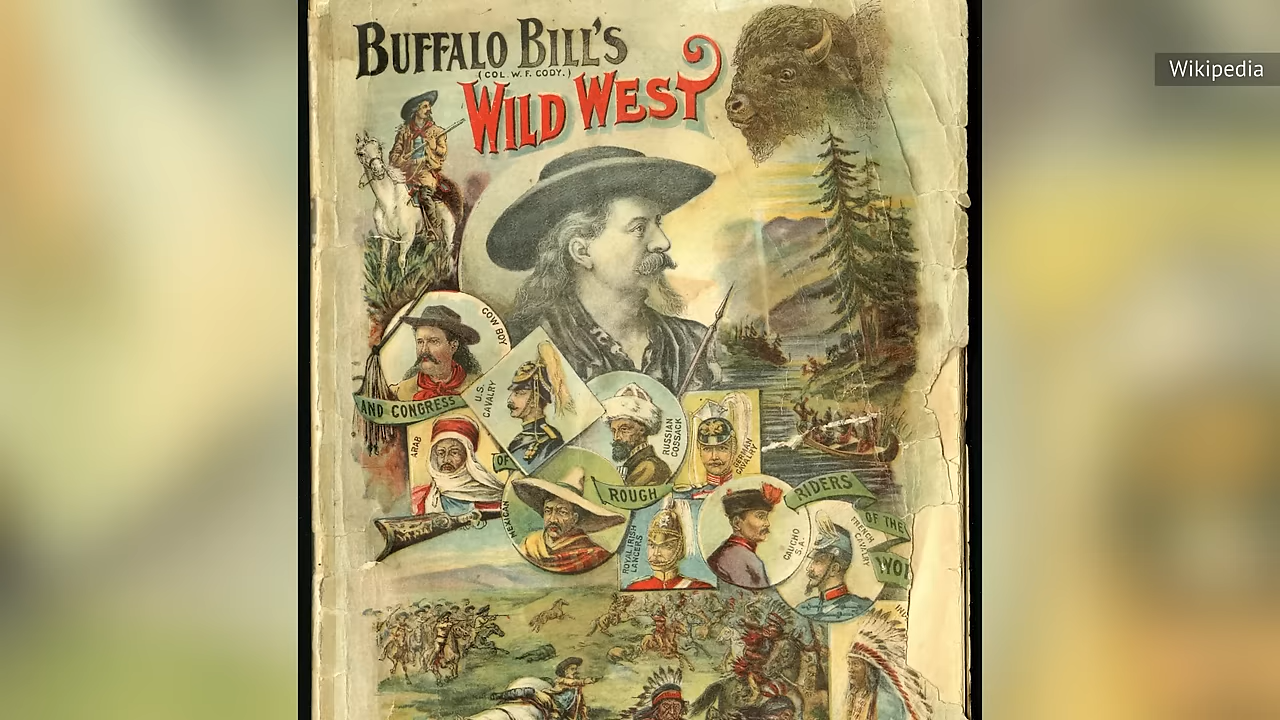 Wikipedia
BUFFALO BILL'S
(COL. W. F. CODY.)
WILD WEST
COW BOY
U.S.
CAVALRY
AND CONGRESS
ARAB
RUSSIAN
COSSACK
GERMAN
CAVALRY
OF
ROUGH
RIDERS
MEXICAN
ROYAL IRISH
LANCERS
GAUCHO
S.A.
FRENCH
CAVALRY
OF THE